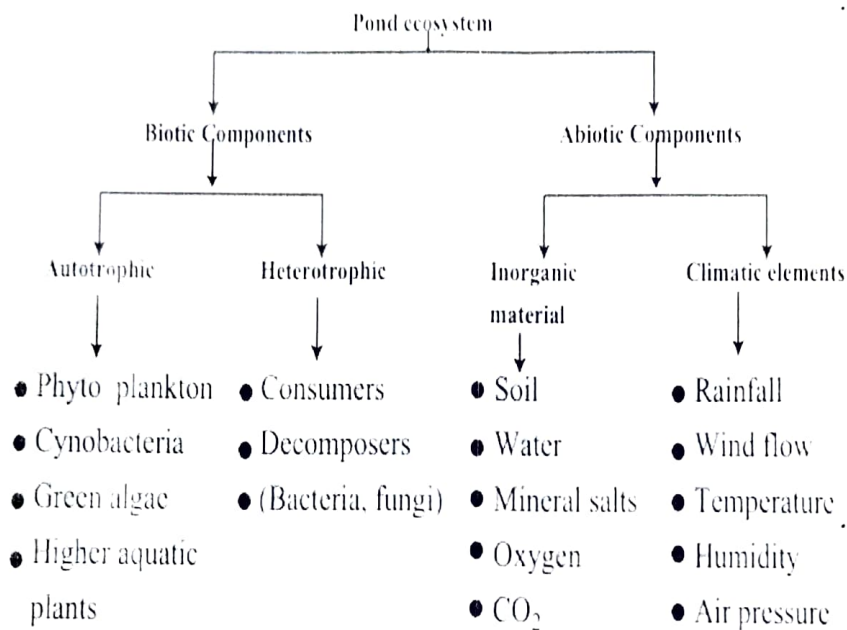 Pond ecosystem
Biotic Components
Abiotic Components
Autotrophic
Heterotrophic
Inorganic
material
Climatic elements
● Phyto plankton
● Cynobacteria
● Green algae
● Higher aquatic
plants
● Consumers
● Decomposers
● (Bacteria, fungi)
● Soil
● Water
● Mineral salts
● Oxygen
● CO₂
● Rainfall
● Wind flow
● Temperature
● Humidity
● Air pressure